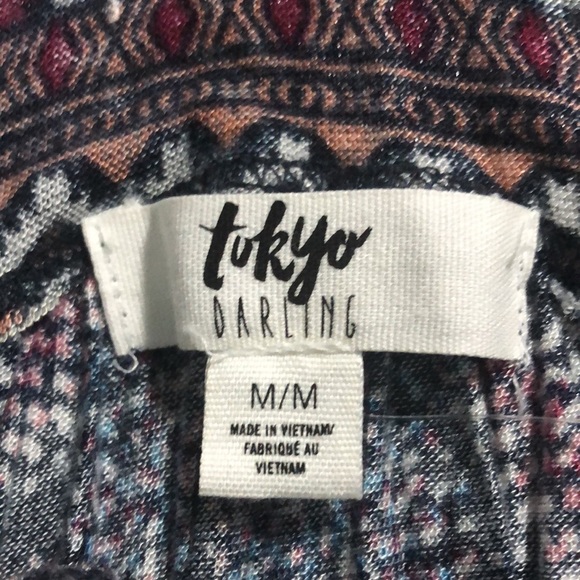 tokyo
DARLING
M/M
MADE IN VIETNAM/
FABRIQUÉ AU
VIETNAM